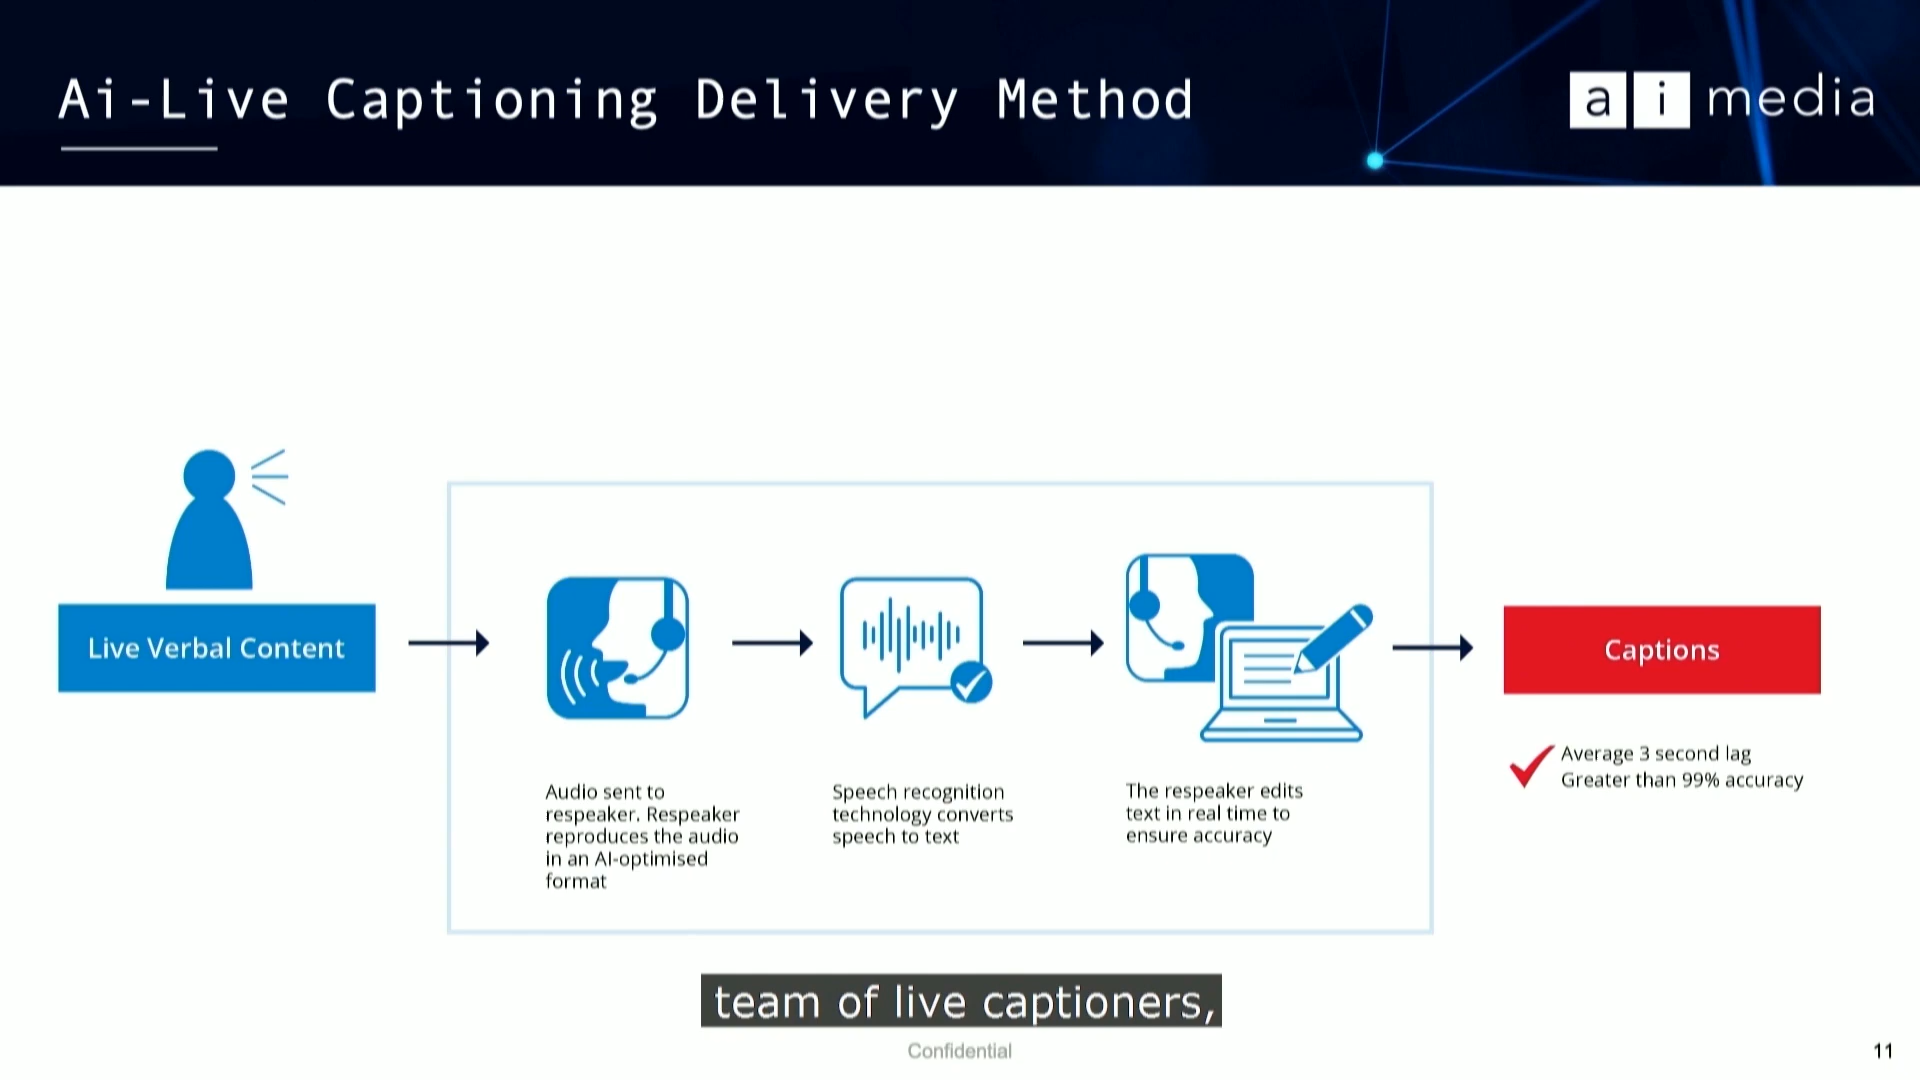 Ai-Live Captioning Delivery Method
ai media
Live Verbal Content
Audio sent to
respeaker. Respeaker
reproduces the audio
in an AI-optimised
format
Speech recognition
technology converts
speech to text
The respeaker edits
text in real time to
ensure accuracy
Captions
Average 3 second lag
Greater than 99% accuracy
team of live captioners,
Confidential
11